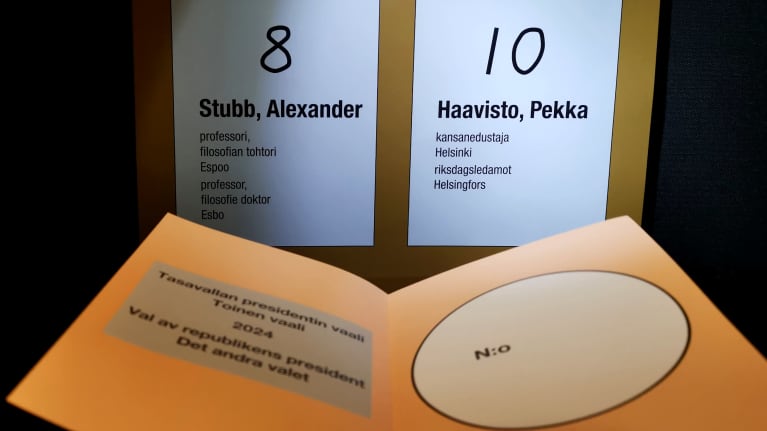 8
Stubb, Alexander
professori,
filosofian tohtori
Espoo
professor,
filosofie doktor
Esbo
10
Haavisto, Pekka
kansanedustaja
Helsinki
riksdagsledamot
Helsingfors
Tasavallan presidentin vaali
Toinen vaali
2024
Val av republikens president
Det andra valet
N:o